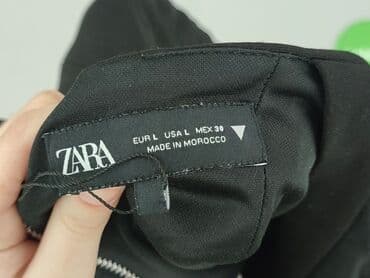 ZARA
EUR L USA L MEX 30
MADE IN MOROCCO